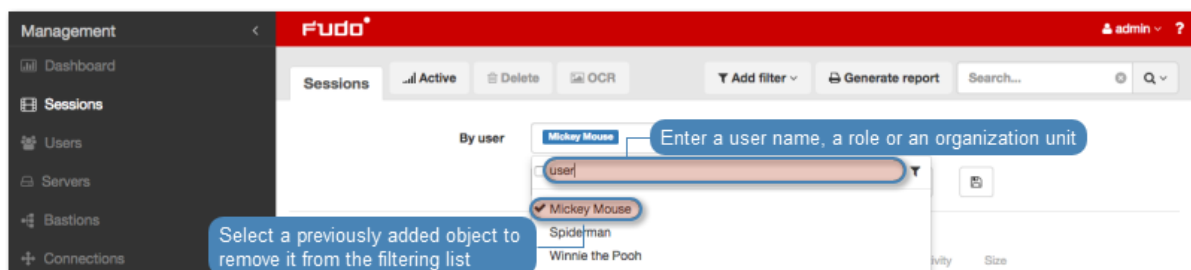 Management <
FUDO
admin
?
Dashboard
Sessions
Active
Delete
OCR
Add filter
Generate report
Search...
Sessions
Users
By user
Mickey Mouse
Enter a user name, a role or an organization unit
user
Servers
Mickey Mouse
Bastions
Select a previously added object to
remove it from the filtering list
Spiderman
Winnie the Pooh
Connections
Size